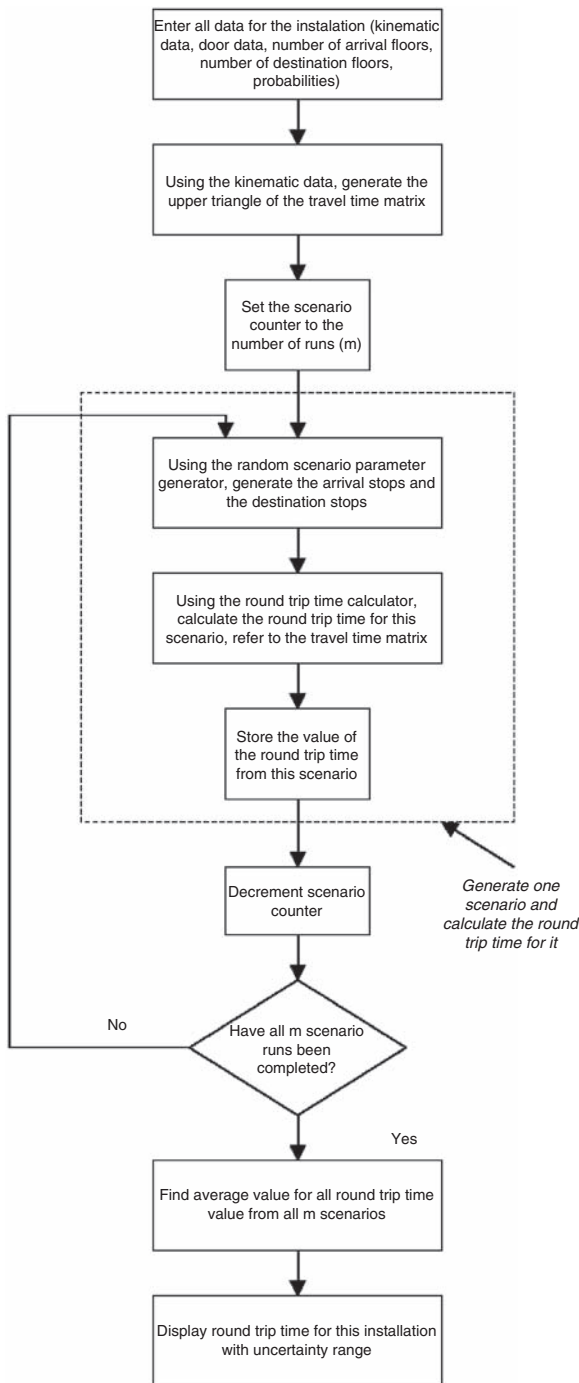 Enter all data for the instalation (kinematic
data, door data, number of arrival floors,
number of destination floors,
probabilities)
Using the kinematic data, generate the
upper triangle of the travel time matrix
Set the scenario
counter to the
number of runs (m)
Using the random scenario parameter
generator, generate the arrival stops and
the destination stops
Using the round trip time calculator,
calculate the round trip time for this
scenario, refer to the travel time matrix
Store the value of
the round trip time
from this scenario
Generate one
scenario and
calculate the round
trip time for it
Decrement scenario
counter
Have all m scenario
runs been
completed?
No
Yes
Find average value for all round trip time
value from all m scenarios
Display round trip time for this installation
with uncertainty range